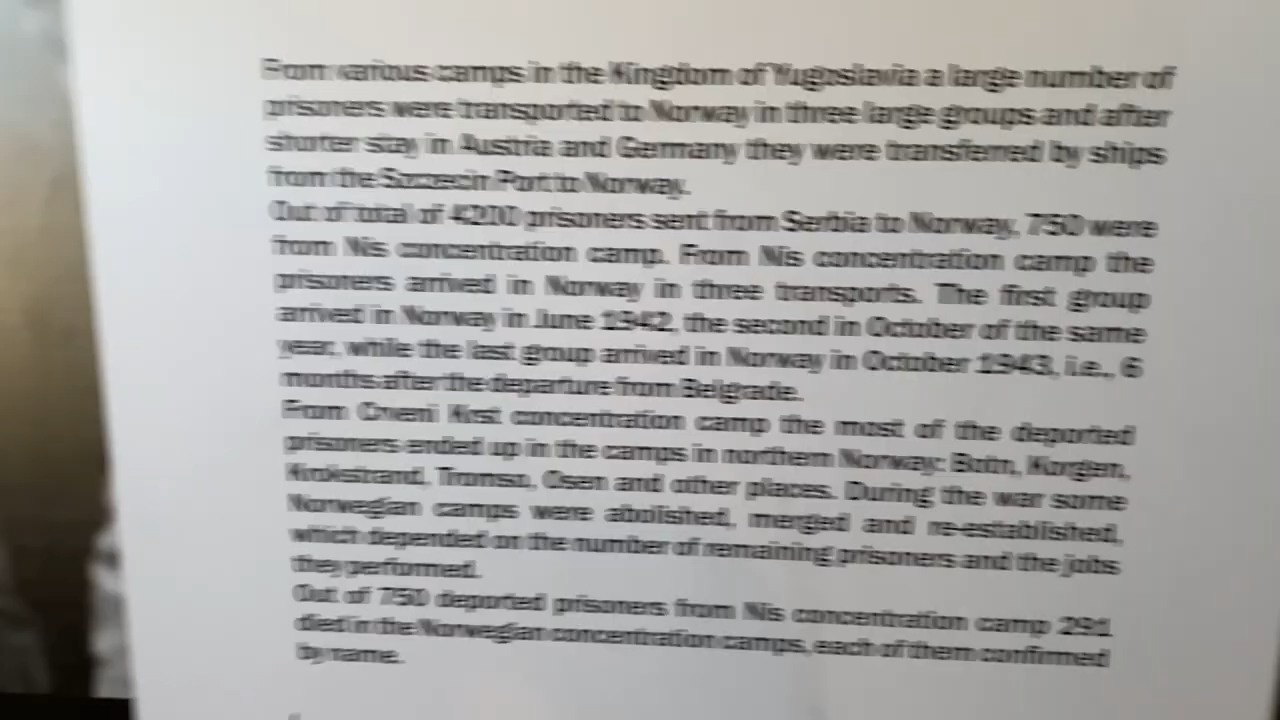 From various camps in the Kingdom of Yugoslavia a large number of
prisoners were transported to Norway in three large groups and after
shorter stay in Austria and Germany they were transferred by ships
from the Szczecin Port to Norway.
Out of total of 4200 prisoners sent from Serbia to Norway, 750 were
from Nis concentration camp. From Nis concentration camp the
prisoners arrived in Norway in three transports. The first group
arrived in Norway in June 1942, the second in October of the same
year, while the last group arrived in Norway in October 1943, i.e., 6
months after the departure from Belgrade.
From Crveni Krst concentration camp the most of the deported
prisoners ended up in the camps in northern Norway: Botn, Korgen,
Krokstrand, Tromso, Osen and other places. During the war some
Norwegian camps were abolished, merged and re-established,
which depended on the number of remaining prisoners and the jobs
they performed.
Out of 750 deported prisoners from Nis concentration camp 291
died in the Norwegian concentration camps, each of them confirmed
by name.